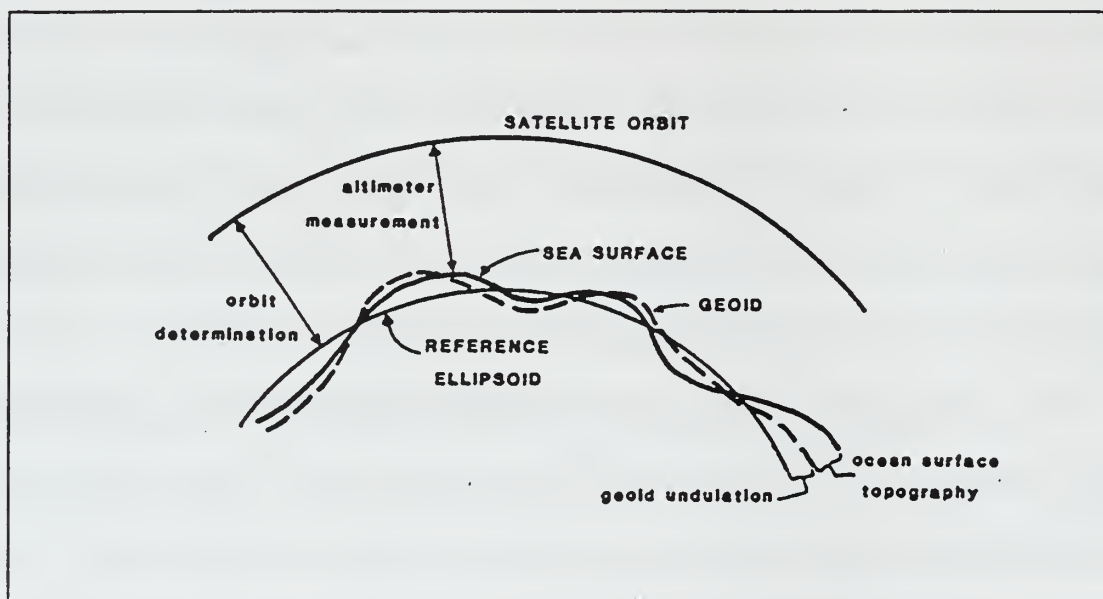 SATELLITE ORBIT
altimeter
measurement
SEA SURFACE
GEOID
orbit
determination
REFERENCE
ELLIPSOID
ocean surface
topography
geoid undulation